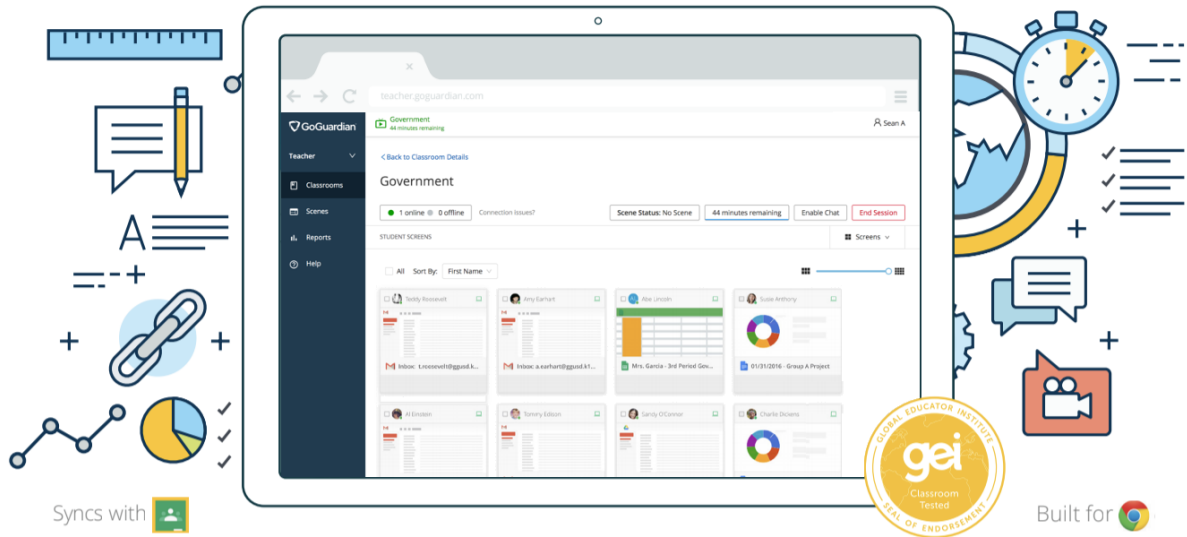 teacher.goguardian.com
GoGuardian
Government
44 minutes remaining
Sean A
Teacher
Classrooms
Scenes
Reports
Help
< Back to Classroom Details
Government
1 online 0 offline
Connection Issues?
Scene Status: No Scene
44 minutes remaining
Enable Chat
End Session
STUDENT SCREENS
Screens
All Sort By: First Name
Teddy Roosevelt
Amy Earhart
Abe Lincoln
Susie Anthony
Inbox: t.roosevelt@ggusd.k...
Inbox: a.earhart@ggusd.k1...
Mrs. Garcia - 3rd Period Gov...
01/31/2016 - Group A Project
Al Einstein
Tommy Edison
Sandy O'Connor
Charlie Dickens
A
GLOBAL EDUCATOR INSTITUTE
gei
Classroom
Tested
SEAL OF ENDORSEMENT
Syncs with
Built for